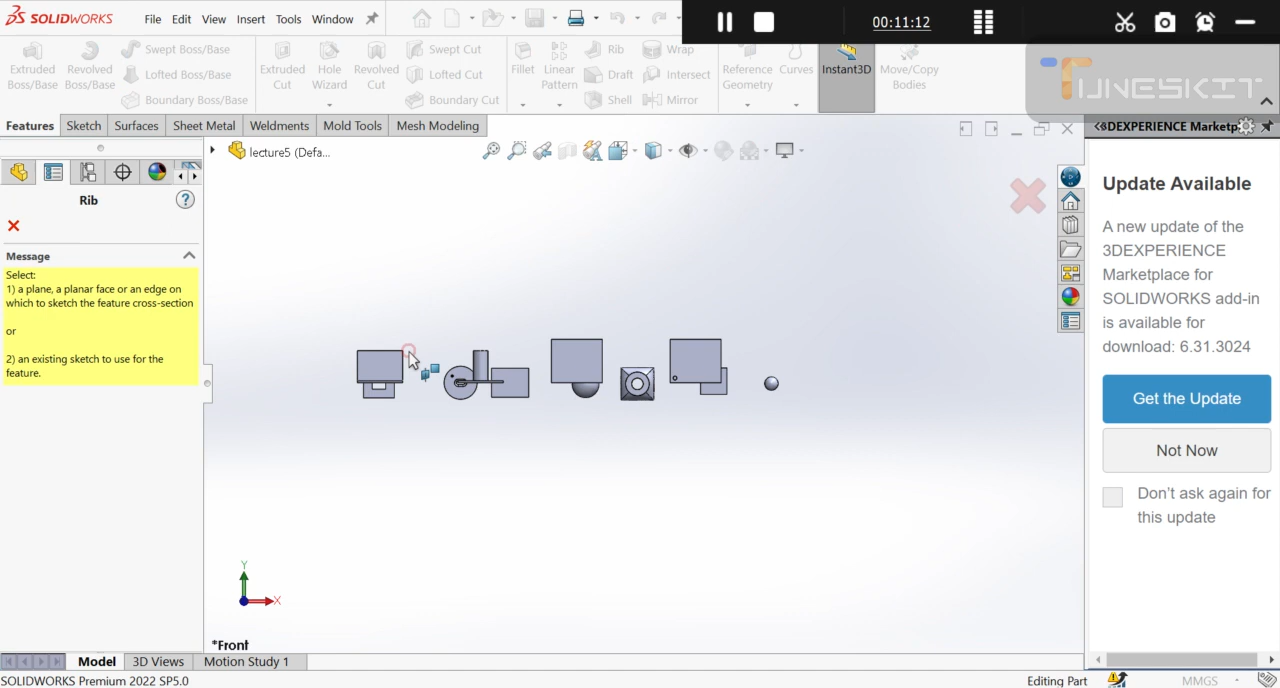 SOLIDWORKS File Edit View Insert Tools Window
00:11:12
Extruded Boss/Base
Revolved Boss/Base
Swept Boss/Base
Lofted Boss/Base
Boundary Boss/Base
Extruded Cut
Hole Wizard
Revolved Cut
Swept Cut
Lofted Cut
Boundary Cut
Fillet
Linear Pattern
Rib
Draft
Shell
Wrap
Intersect
Mirror
Reference Geometry
Curves
Instant3D
Move/Copy Bodies
TUNESKIT
Features Sketch Surfaces Sheet Metal Weldments Mold Tools Mesh Modeling
lecture5 (Defa...
Rib
Message
Select:
1) a plane, a planar face or an edge on
which to sketch the feature cross-section
or
2) an existing sketch to use for the
feature.
Y
X
*Front
3DEXPERIENCE Marketp
Update Available
A new update of the
3DEXPERIENCE
Marketplace for
SOLIDWORKS add-in
is available for
download: 6.31.3024
Get the Update
Not Now
Don't ask again for
this update
Model 3D Views Motion Study 1
SOLIDWORKS Premium 2022 SP5.0
Editing Part
MMGS